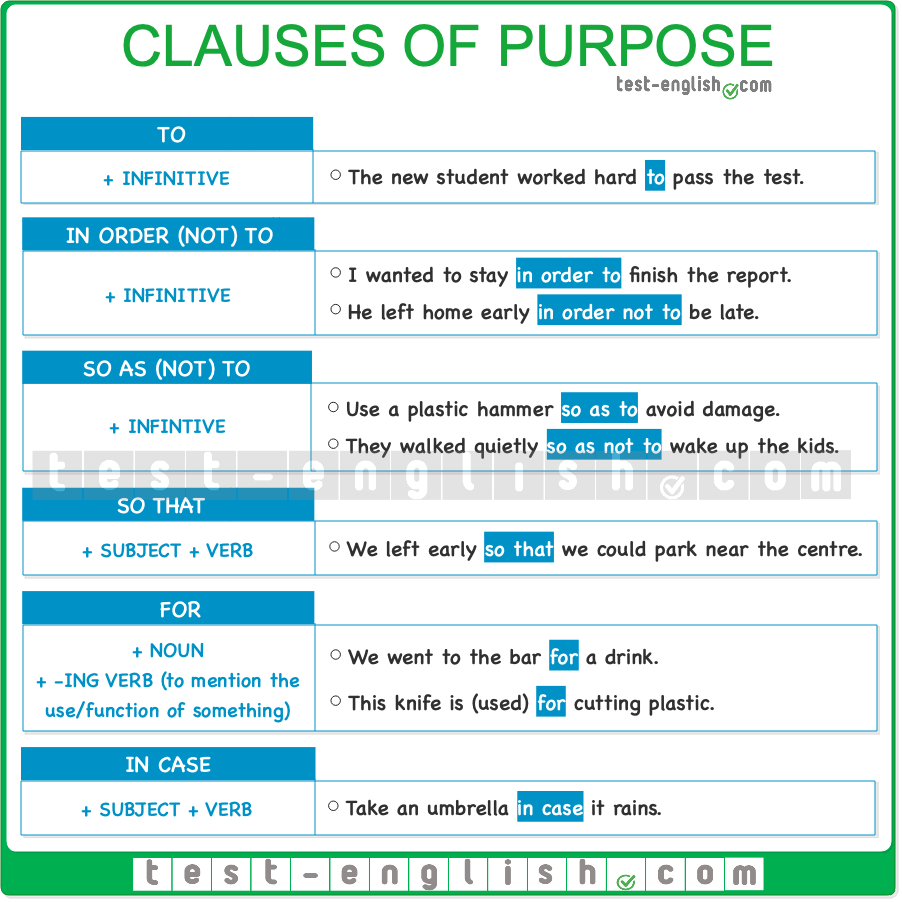 CLAUSES OF PURPOSE
test-english.com
TO
+ INFINITIVE
The new student worked hard to pass the test.
IN ORDER (NOT) TO
+ INFINITIVE
I wanted to stay in order to finish the report.
He left home early in order not to be late.
SO AS (NOT) TO
+ INFINTIVE
Use a plastic hammer so as to avoid damage.
They walked quietly so as not to wake up the kids.
test-english.com
SO THAT
+ SUBJECT + VERB
We left early so that we could park near the centre.
FOR
+ NOUN
+ -ING VERB (to mention the
use/function of something)
We went to the bar for a drink.
This knife is (used) for cutting plastic.
IN CASE
+ SUBJECT + VERB
Take an umbrella in case it rains.
test-english.com